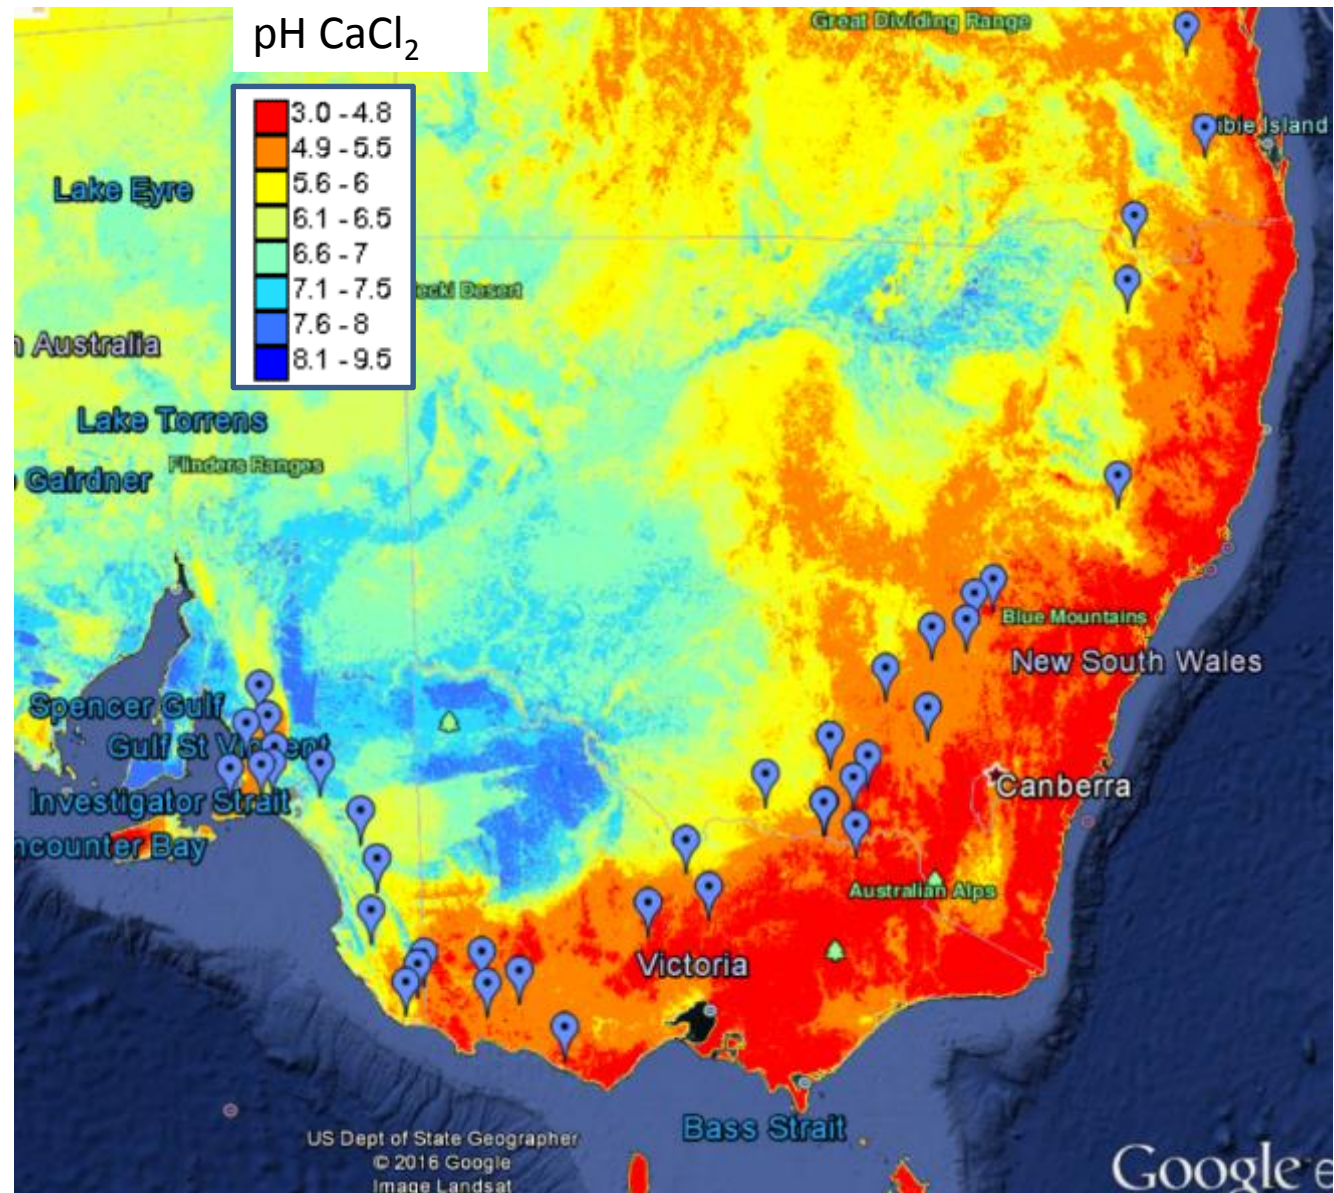 pH CaCl₂
Great Dividing Range
3.0 - 4.8
4.9 - 5.5
5.6 - 6
6.1 - 6.5
6.6 - 7
7.1 - 7.5
7.6 - 8
8.1 - 9.5
ibie Island
Lake Eyre
ecki Desert
n Australia
Lake Torrens
Flinders Ranges
Gairdner
Blue Mountains
New South Wales
Spencer Gulf
Gulf St Vincent
Canberra
Investigator Strait
ncounter Bay
Australian Alps
Victoria
Bass Strait
US Dept of State Geographer
© 2016 Google
Image Landsat
Google e